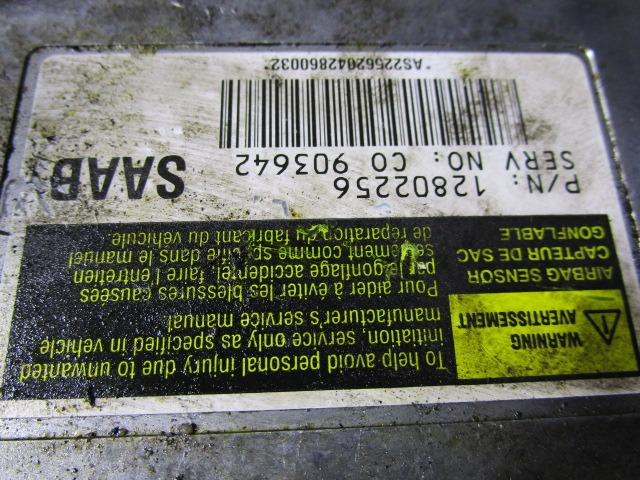 WARNING
AVERTISSEMENT
AIRBAG SENSOR
CAPTEUR DE SAC
GONFLABLE
To help avoid personal injury due to unwanted
initiation, service only as specified in vehicle
manufacturer's service manual.
Pour aider à éviter les blessures causées
par le gonflage accidentel, faire l'entretien
seulement comme spécifié dans le manuel
de réparation du fabricant du véhicule.
P/N: 12802256
SERV NO: CO 903642
SAAB
*AS22562042860032*